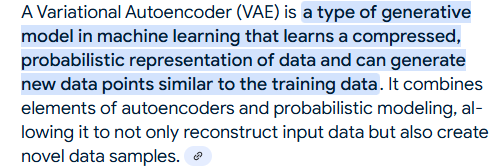 A Variational Autoencoder (VAE) is a type of generative
model in machine learning that learns a compressed,
probabilistic representation of data and can generate
new data points similar to the training data. It combines
elements of autoencoders and probabilistic modeling, al-
lowing it to not only reconstruct input data but also create
novel data samples.